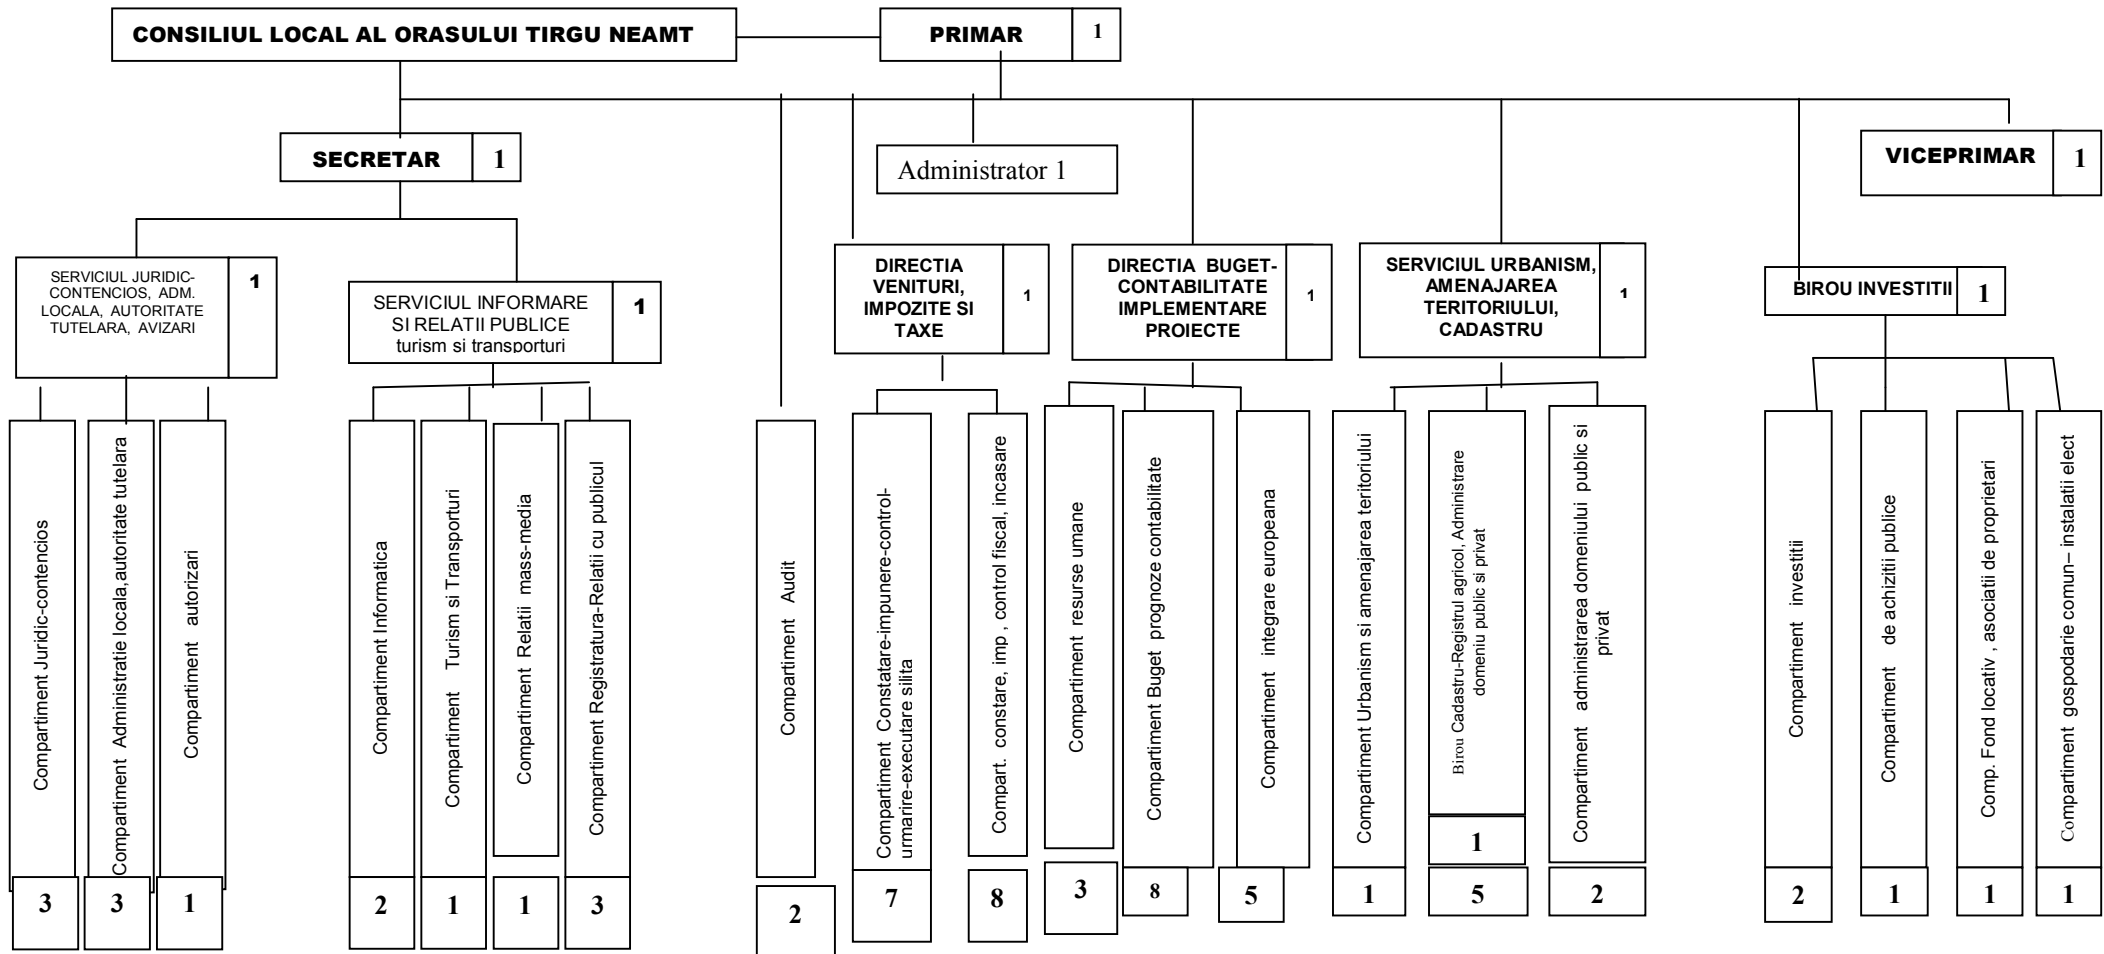 CONSILIUL LOCAL AL ORASULUI TIRGU NEAMT
PRIMAR 1
SECRETAR 1
Administrator 1
VICEPRIMAR 1
SERVICIUL JURIDIC-
CONTENCIOS, ADM.
LOCALA, AUTORITATE
TUTELARA, AVIZARI
1
SERVICIUL INFORMARE
SI RELATII PUBLICE
turism si transporturi
1
DIRECTIA
VENITURI,
IMPOZITE SI
TAXE
1
DIRECTIA BUGET-
CONTABILITATE
IMPLEMENTARE
PROIECTE
1
SERVICIUL URBANISM,
AMENAJAREA
TERITORIULUI,
CADASTRU
1
BIROU INVESTITII 1
Compartiment Juridic-contencios
3
Compartiment Administratie locala,autoritate tutelara
3
Compartiment autorizari
1
Compartiment Informatica
2
Compartiment Turism si Transporturi
1
Compartiment Relatii mass-media
1
Compartiment Registratura-Relatii cu publicul
3
Compartiment Audit
2
Compartiment Constatare-impunere-control-
urmarire-executare silita
7
Compart. constare, imp , control fiscal, incasare
8
Compartiment resurse umane
3
Compartiment Buget prognoze contabilitate
8
Compartiment integrare europeana
5
Compartiment Urbanism si amenajarea teritoriului
1
Birou Cadastru-Registrul agricol, Administrare
domeniu public si privat
1
5
Compartiment administrarea domeniului public si
privat
2
Compartiment investitii
2
Compartiment de achizitii publice
1
Comp. Fond locativ , asociatii de proprietari
1
Compartiment gospodarie comun– instalatii elect
1